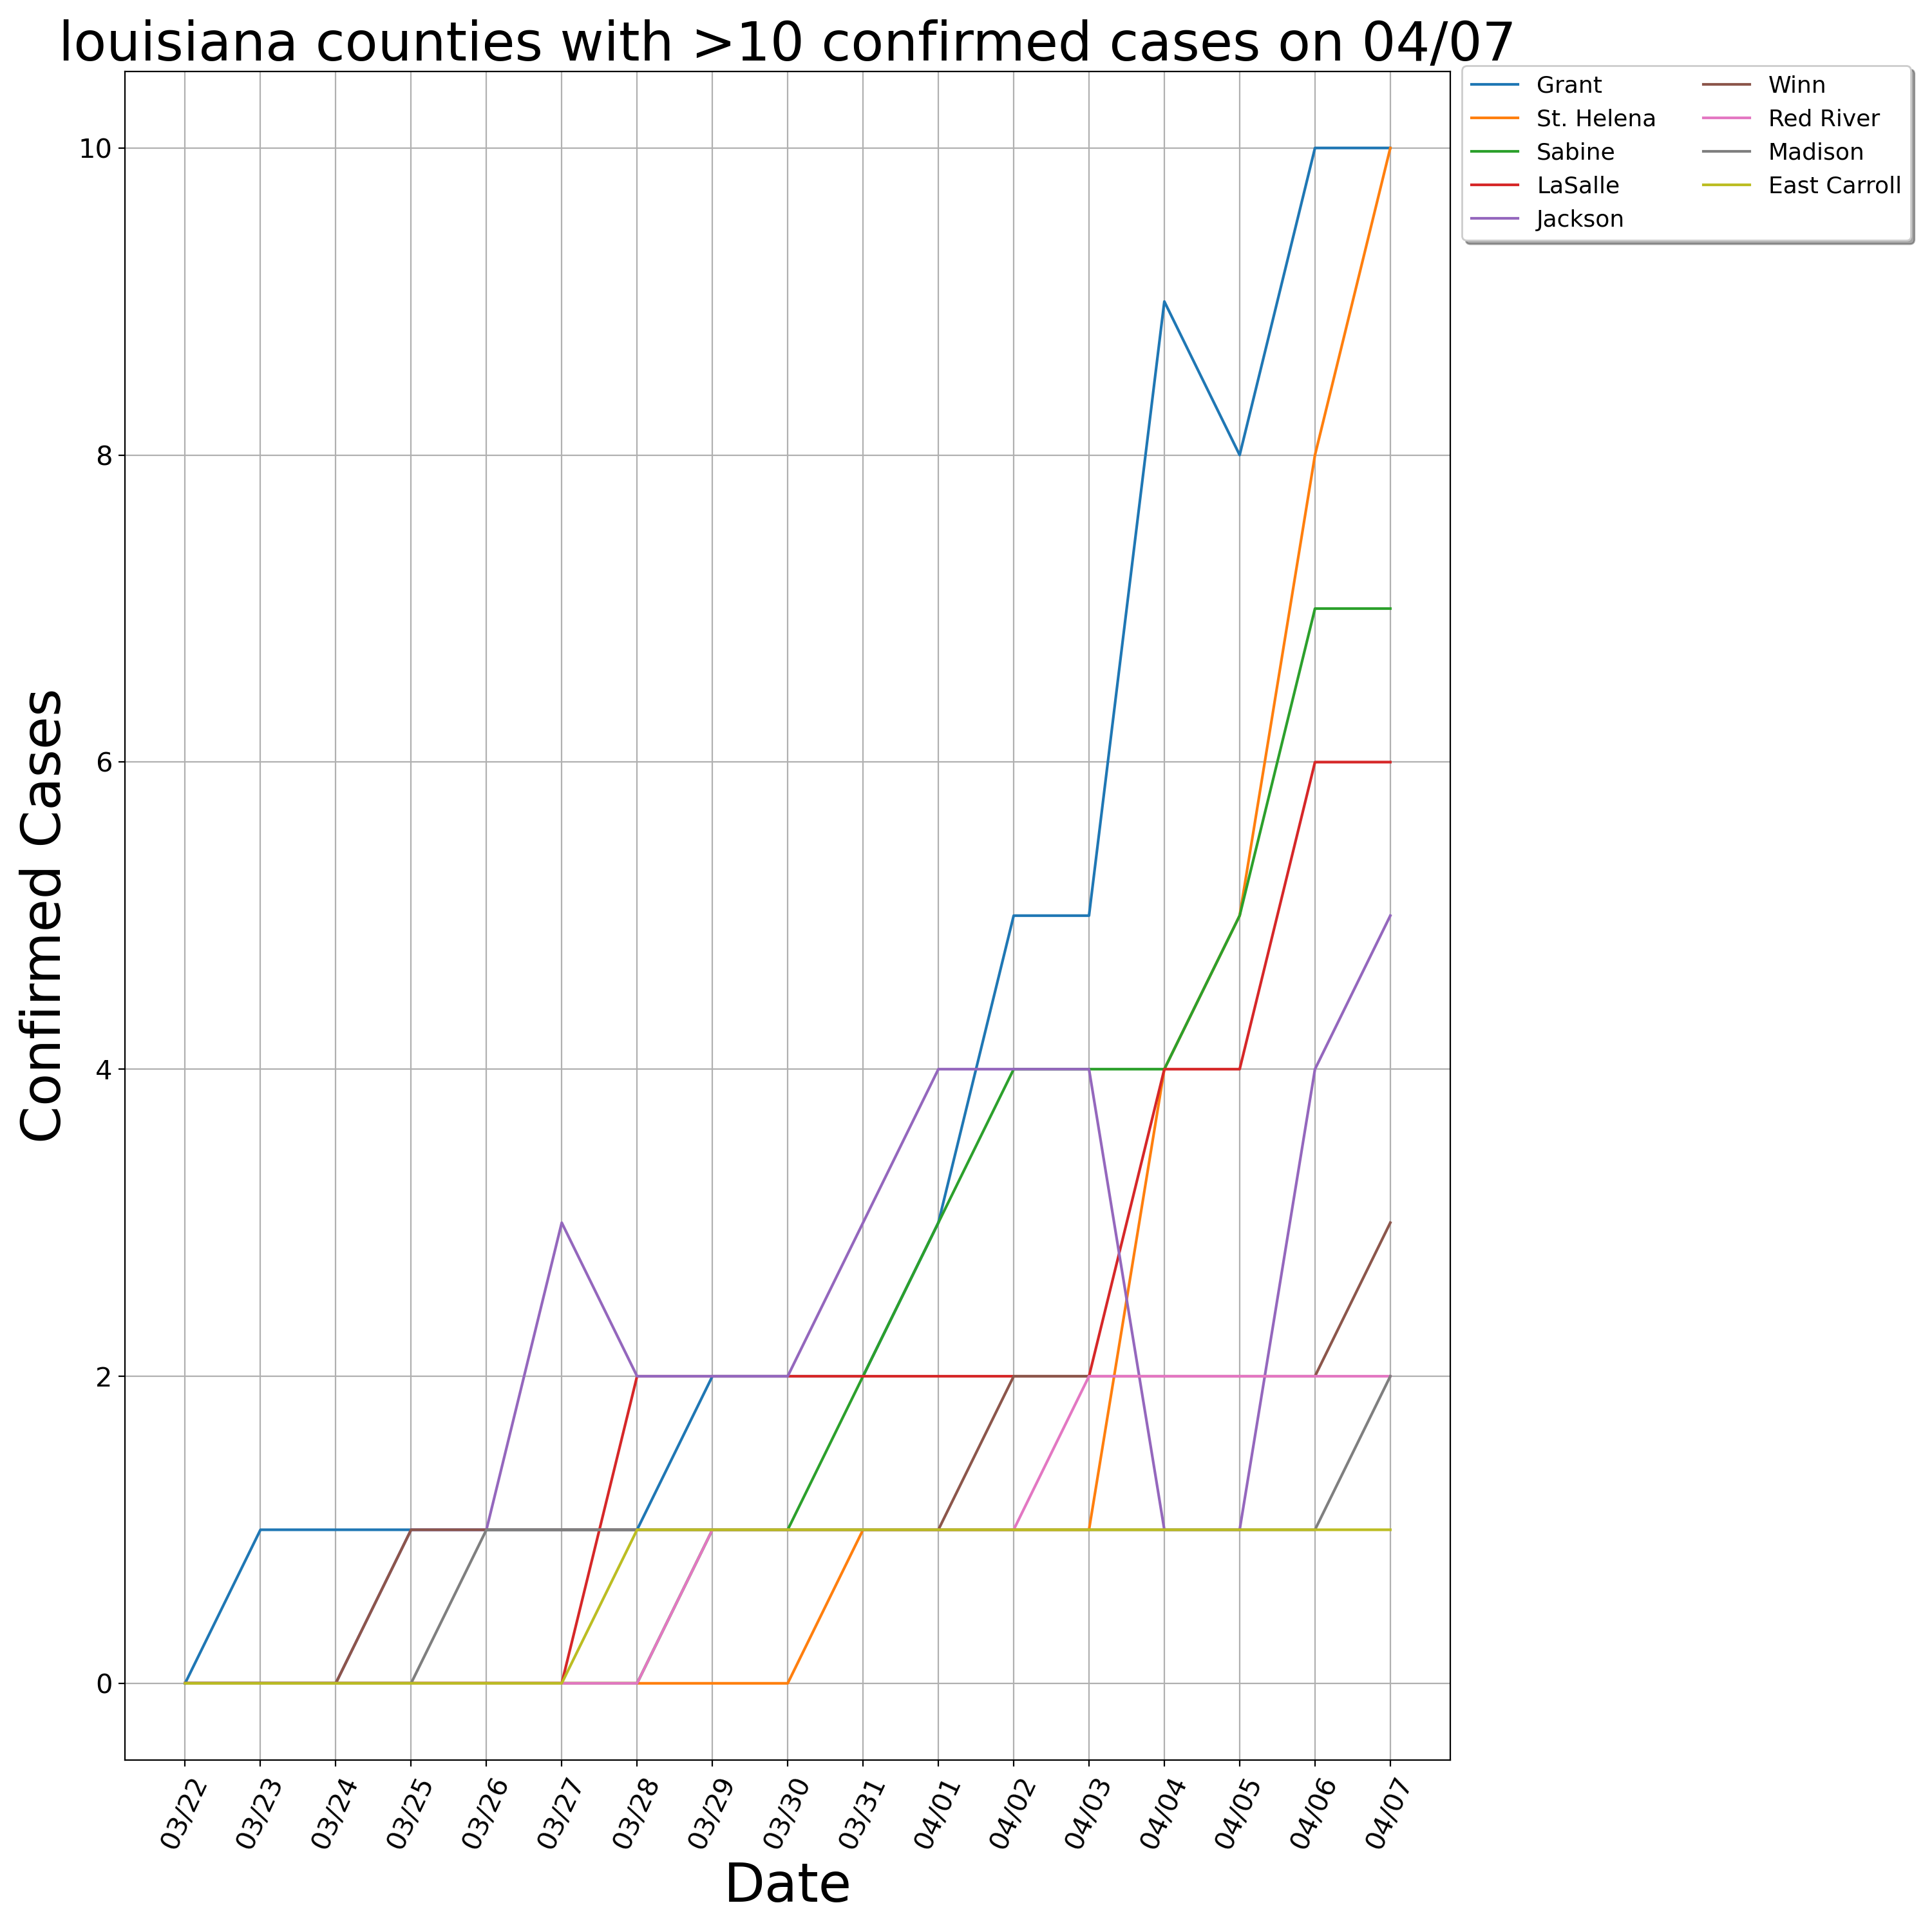 louisiana counties with >10 confirmed cases on 04/07
Grant
St. Helena
Sabine
LaSalle
Jackson
Winn
Red River
Madison
East Carroll
Confirmed Cases
10
8
6
4
2
0
03/22
03/23
03/24
03/25
03/26
03/27
03/28
03/29
03/30
03/31
04/01
04/02
04/03
04/04
04/05
04/06
04/07
Date